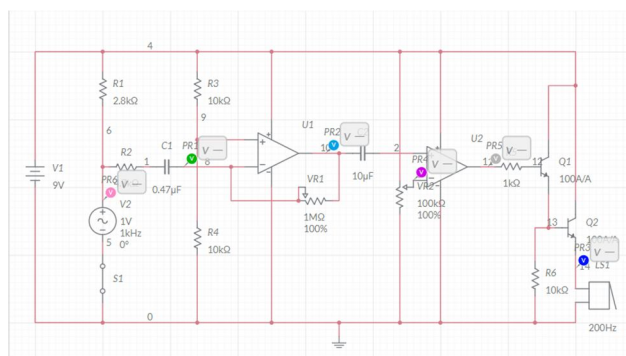 4
R1
2.8kΩ
R3
10kΩ
9
U1
6
V1
9V
R2
1
C1
0.47µF
PR1
V —
8
PR2
V —
10
10µF
2
U2
PR4
V —
PR5
V —
11
1kΩ
12
Q1
100A/A
PR6
V —
V2
1V
1kHz
0°
VR1
1MΩ
100%
VR2
100kΩ
100%
13
Q2
5
S1
R4
10kΩ
R6
10kΩ
PR3
V —
14
LS1
0
200Hz